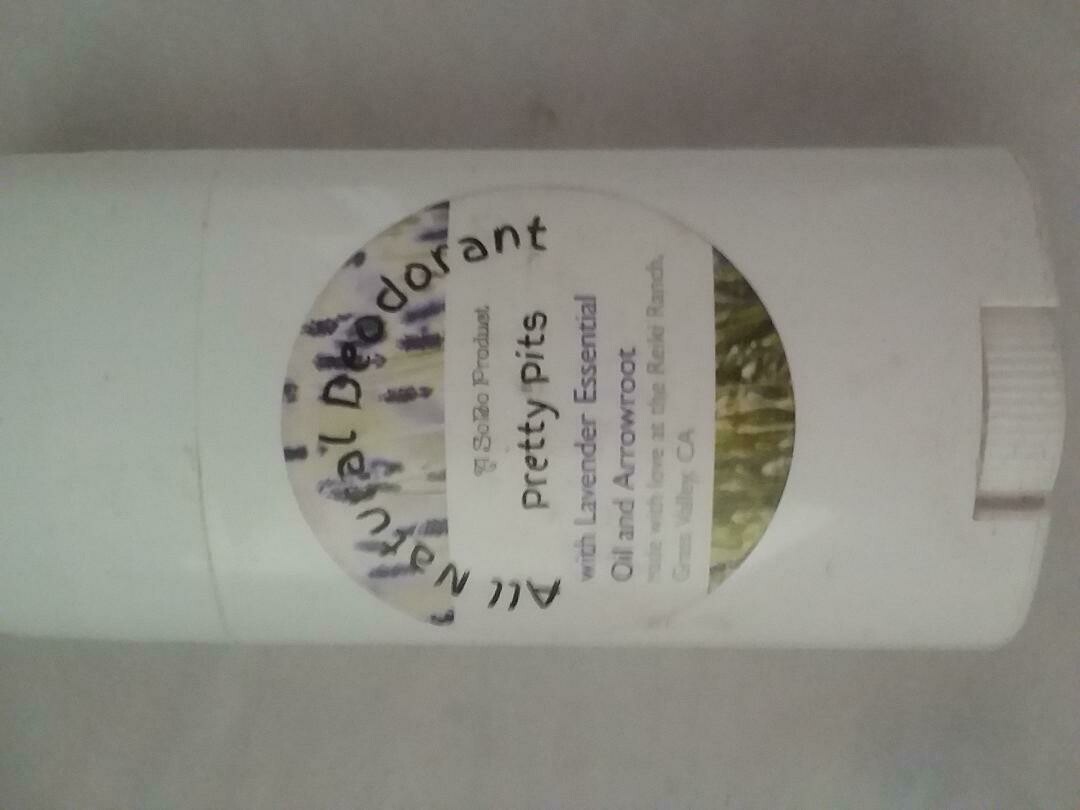 All Natural Deodorant
A SoBo Product
Pretty Pits
with Lavender Essential
Oil and Arrowroot
made with love at the Reiki Ranch,
Grass Valley, CA